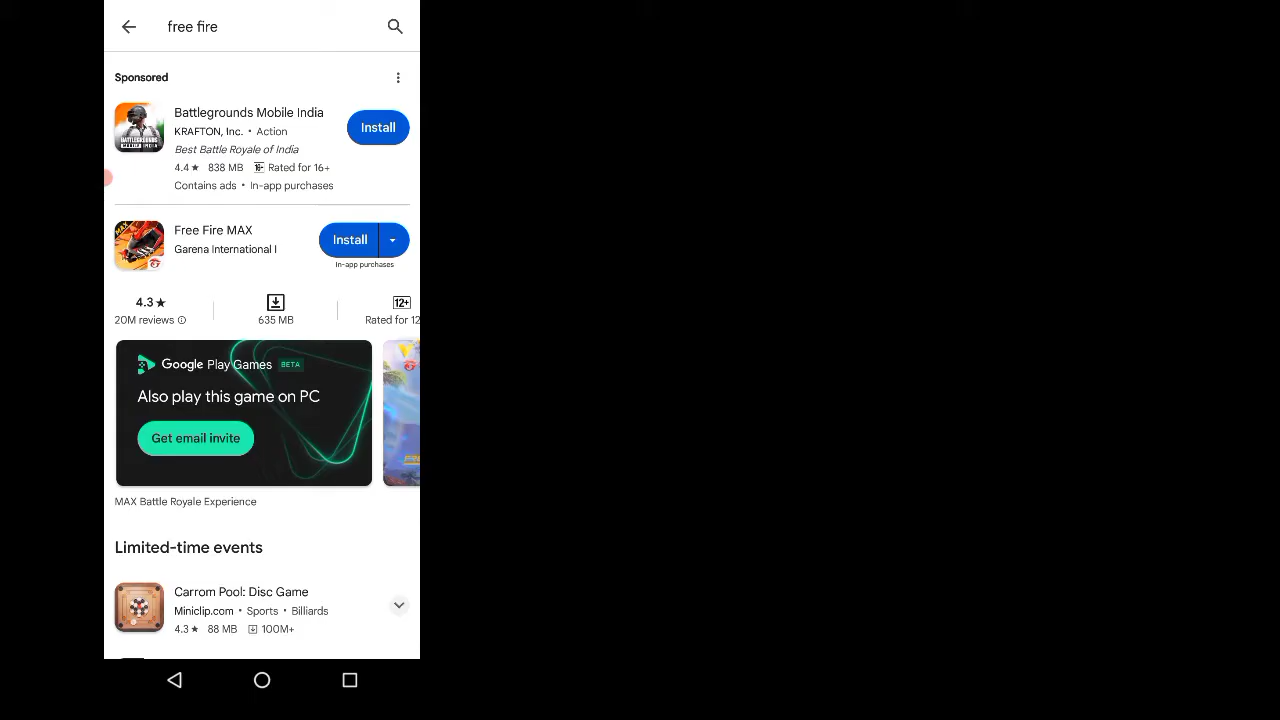 free fire
Sponsored
Battlegrounds Mobile India
KRAFTON, Inc. • Action
Install
Best Battle Royale of India
4.4★ 838 MB 16+ Rated for 16+
Contains ads • In-app purchases
Free Fire MAX
Garena International I
Install
In-app purchases
4.3★
20M reviews
635 MB
12+
Rated for 12
Google Play Games BETA
Also play this game on PC
Get email invite
MAX Battle Royale Experience
Limited-time events
Carrom Pool: Disc Game
Miniclip.com • Sports • Billiards
4.3★ 88 MB 100M+